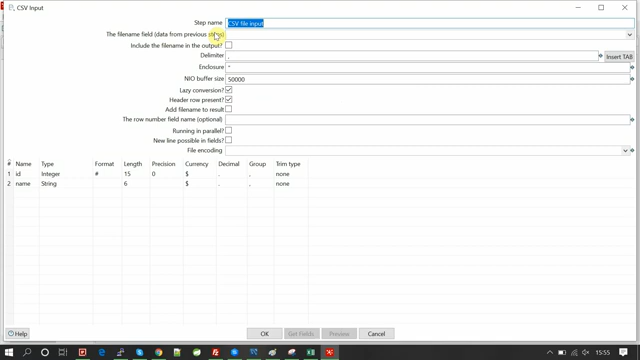 CSV Input
Step name CSV file input
The filename field (data from previous steps)
Include the filename in the output?
Delimiter , Insert TAB
Enclosure "
NIO buffer size 50000
Lazy conversion?
Header row present?
Add filename to result
The row number field name (optional)
Running in parallel?
New line possible in fields?
File encoding
# Name Type Format Length Precision Currency Decimal Group Trim type
1 id Integer # 15 0 $ . , none
2 name String 6 $ . , none
Help OK Get Fields Preview Cancel
15:55